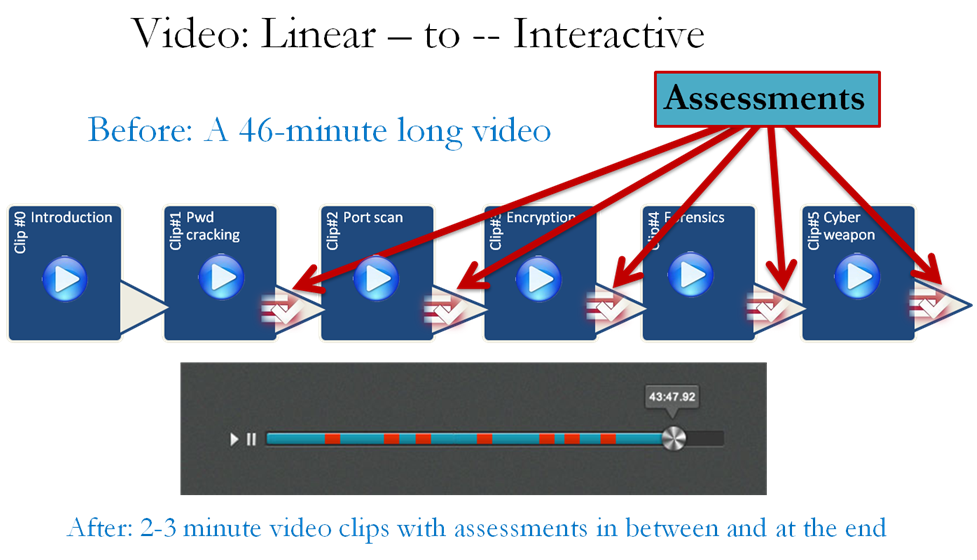 Video: Linear – to -- Interactive
Assessments
Before: A 46-minute long video
Clip #0
Introduction
Clip#1
Pwd
cracking
Clip#2
Port scan
Clip#3
Encryption
Clip#4
Forensics
Clip#5
Cyber
weapon
43:47.92
After: 2-3 minute video clips with assessments in between and at the end